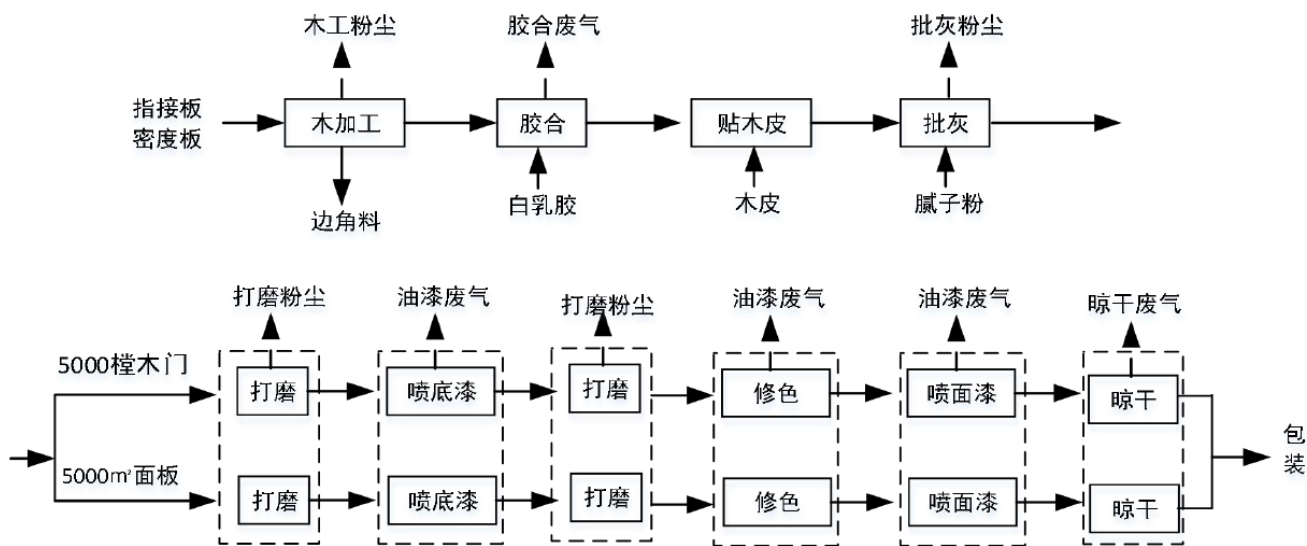 木工粉尘
胶合废气
批灰粉尘
指接板
密度板
木加工
胶合
贴木皮
批灰
边角料
白乳胶
木皮
腻子粉
打磨粉尘
油漆废气
打磨粉尘
油漆废气
油漆废气
晾干废气
5000樘木门
打磨
喷底漆
打磨
修色
喷面漆
晾干
5000㎡面板
打磨
喷底漆
打磨
修色
喷面漆
晾干
包
装